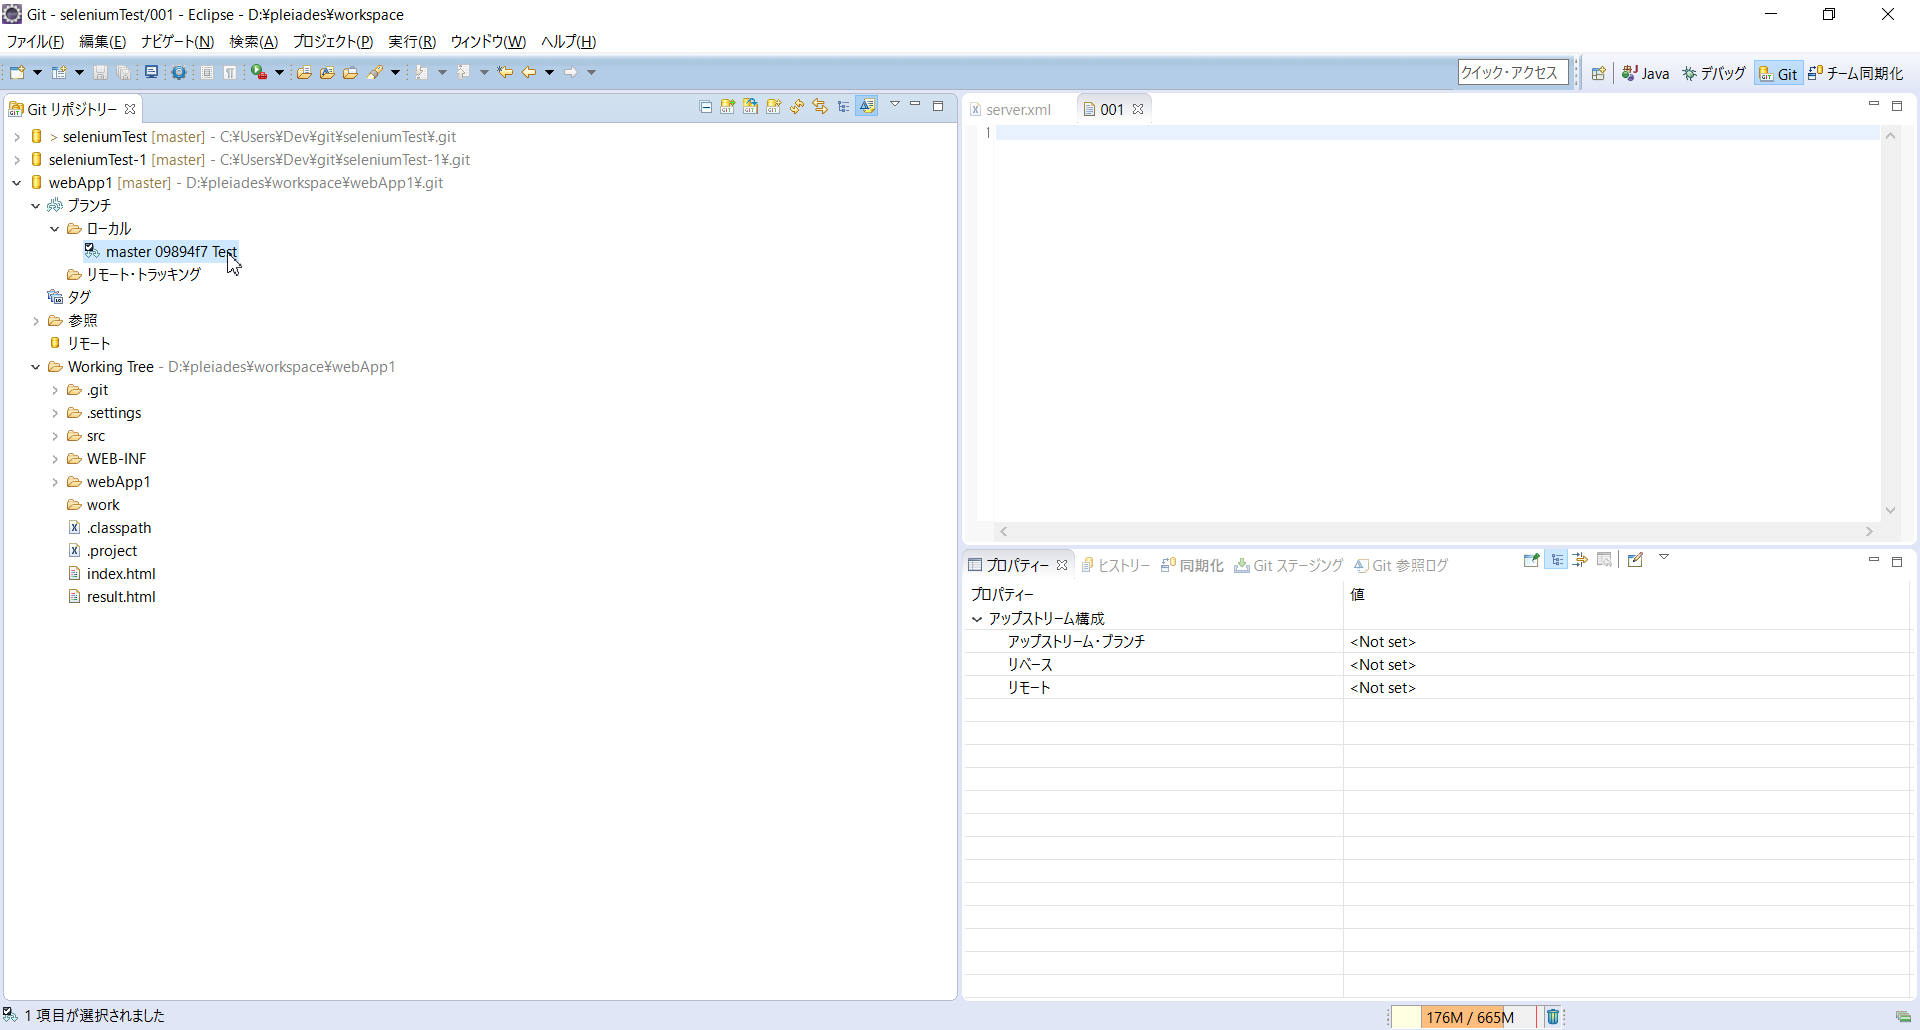 Git - seleniumTest/001 - Eclipse - D:¥pleiades¥workspace
ファイル(F) 編集(E) ナビゲート(N) 検索(A) プロジェクト(P) 実行(R) ウィンドウ(W) ヘルプ(H)
クイック・アクセス Java デバッグ Git チーム同期化
Git リポジトリー
> seleniumTest [master] - C:¥Users¥Dev¥git¥seleniumTest¥.git
seleniumTest-1 [master] - C:¥Users¥Dev¥git¥seleniumTest-1¥.git
webApp1 [master] - D:¥pleiades¥workspace¥webApp1¥.git
ブランチ
ローカル
master 09894f7 Test
リモート・トラッキング
タグ
参照
リモート
Working Tree - D:¥pleiades¥workspace¥webApp1
.git
.settings
src
WEB-INF
webApp1
work
.classpath
.project
index.html
result.html
server.xml 001
1
プロパティー ヒストリー 同期化 Git ステージング Git 参照ログ
プロパティー 値
アップストリーム構成
アップストリーム・ブランチ <Not set>
リベース <Not set>
リモート <Not set>
1 項目が選択されました
176M / 665M